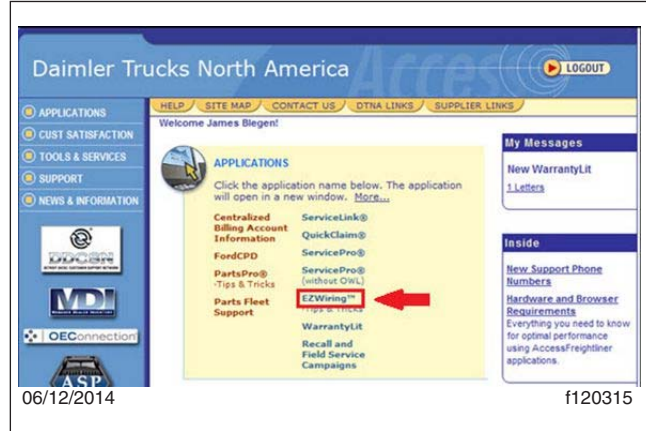 Daimler Trucks North America
Acces
LOGOUT
HELP
SITE MAP
CONTACT US
DTNA LINKS
SUPPLIER LINKS
Welcome James Blegen!
APPLICATIONS
CUST SATISFACTION
TOOLS & SERVICES
SUPPORT
NEWS & INFORMATION
DDCSN
MDI
OEConnection
ASP
APPLICATIONS
Click the application name below. The application
will open in a new window. More...
Centralized
Billing Account
Information
FordCPD
PartsPro®
-Tips & Tricks
Parts Fleet
Support
ServiceLink®
QuickClaim®
ServicePro®
ServicePro®
(without OWL)
EZWiring™
-Tips & Tricks
WarrantyLit
Recall and
Field Service
Campaigns
My Messages
New WarrantyLit
1 Letters
Inside
New Support Phone
Numbers
Hardware and Browser
Requirements
Everything you need to know
for optimal performance
using AccessFreightliner
applications.
06/12/2014
f120315